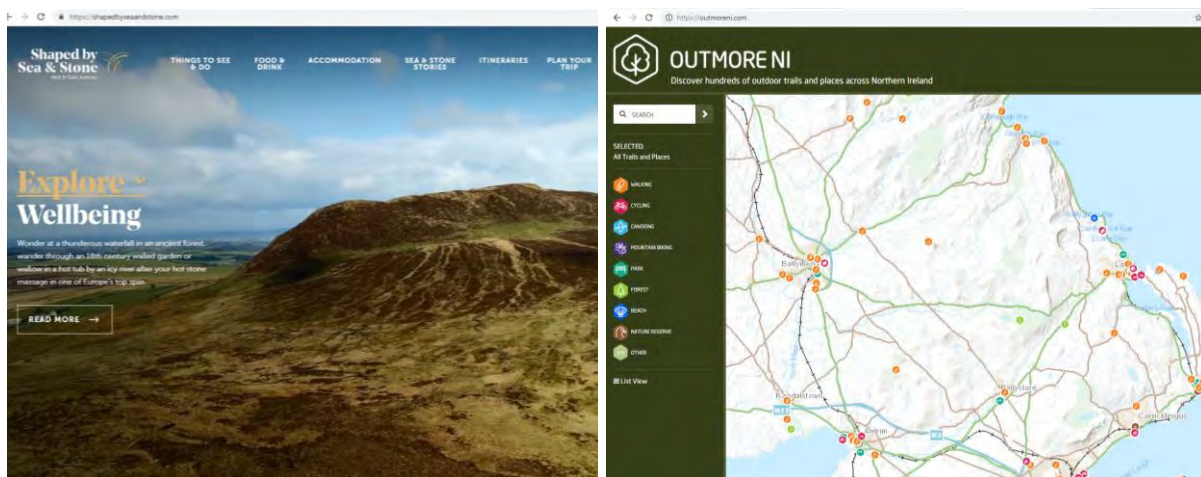 https://shapedbyseaandstone.com
Shaped by
Sea & Stone
Mid & East Antrim
THINGS TO SEE
& DO
FOOD &
DRINK
ACCOMMODATION
SEA & STONE
STORIES
ITINERARIES
PLAN YOUR
TRIP
Explore
Wellbeing
Wonder at a thunderous waterfall in an ancient forest,
wander through an 18th century walled garden or
wallow in a hot tub by an icy river after your hot stone
massage in one of Europe's top spas.
READ MORE →
https://outmoreni.com
OUTMORE NI
Discover hundreds of outdoor trails and places across Northern Ireland
SEARCH
SELECTED:
All Trails and Places
WALKING
CYCLING
CANOEING
MOUNTAIN BIKING
PARK
FOREST
BEACH
NATURE RESERVE
OTHER
List View
Randalstown
Antrim
Ballyclare
Carrickfergus